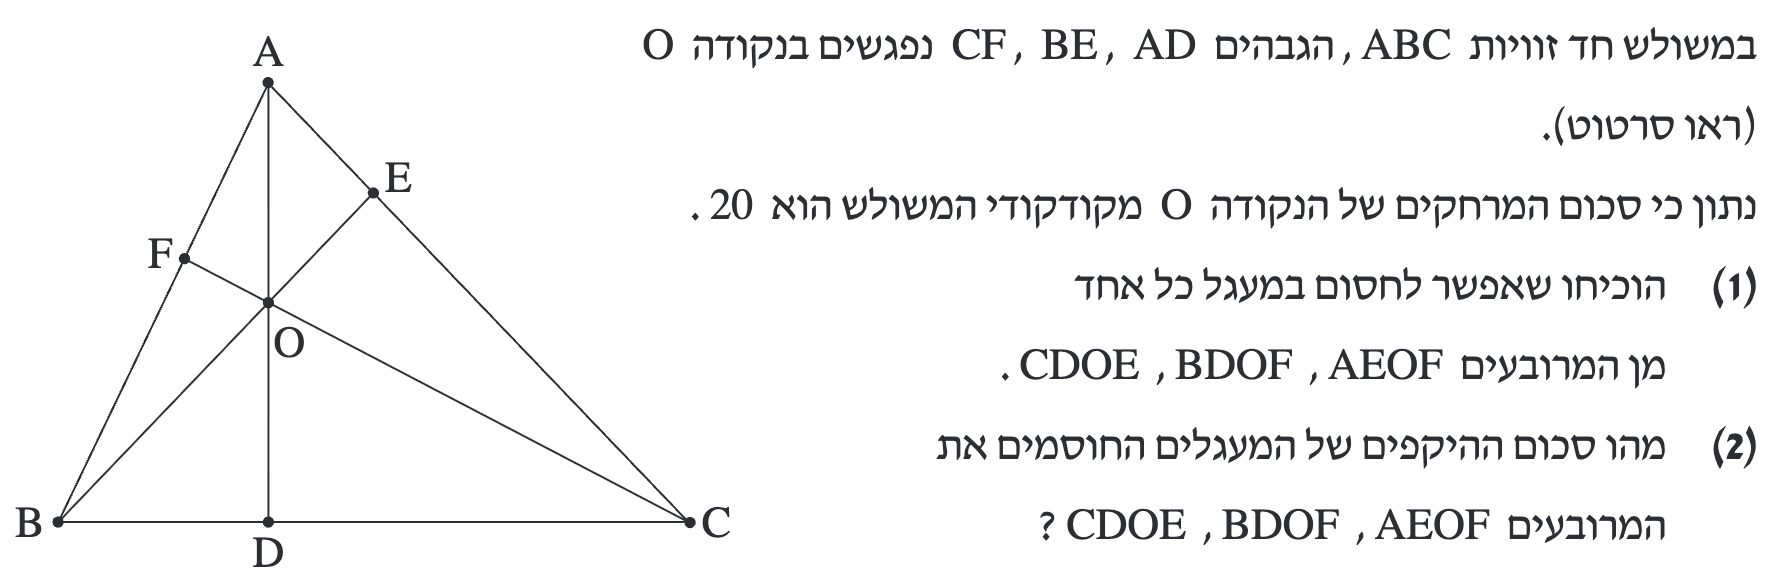 במשולש חד זוויות ABC, הגבהים AD, BE, CF נפגשים בנקודה O
(ראו סרטוט).
נתון כי סכום המרחקים של הנקודה O מקודקודי המשולש הוא 20.
(1) הוכיחו שאפשר לחסום במעגל כל אחד
מן המרובעים AEOF, BDOF, CDOE.
(2) מהו סכום ההיקפים של המעגלים החוסמים את
המרובעים AEOF, BDOF, CDOE?
A
E
F
O
B
D
C